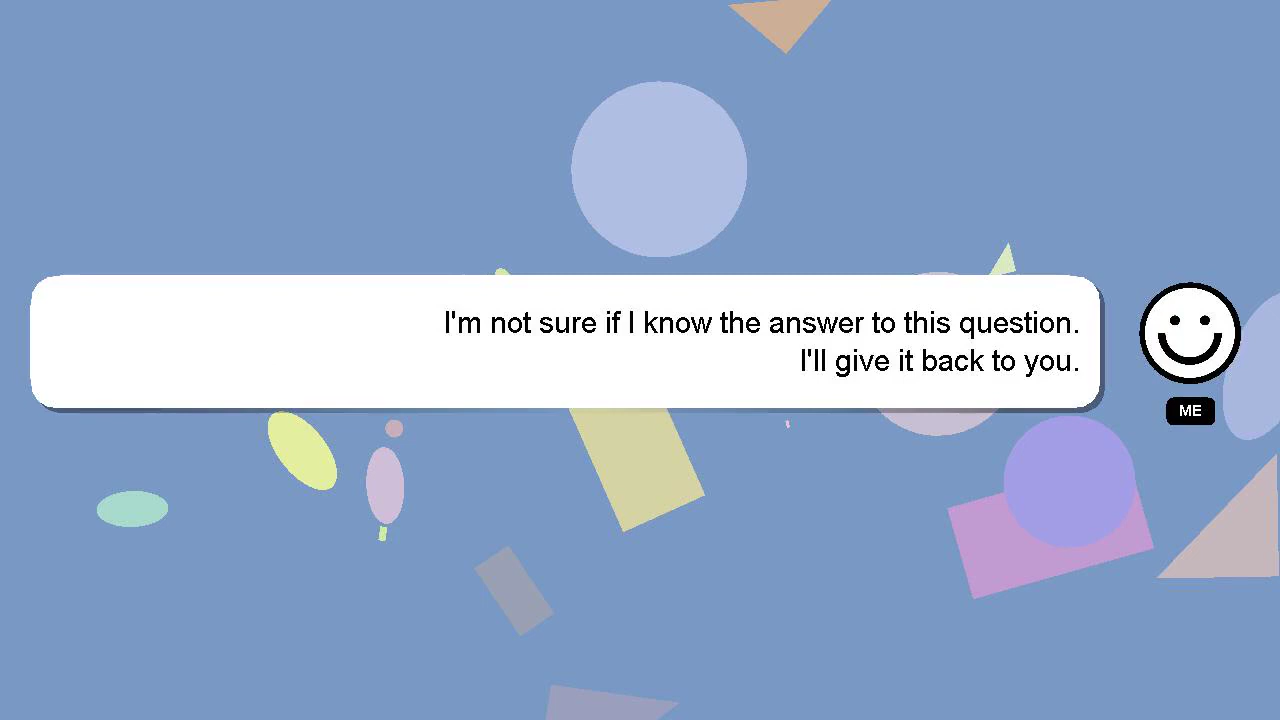 I'm not sure if I know the answer to this question.
I'll give it back to you.
ME